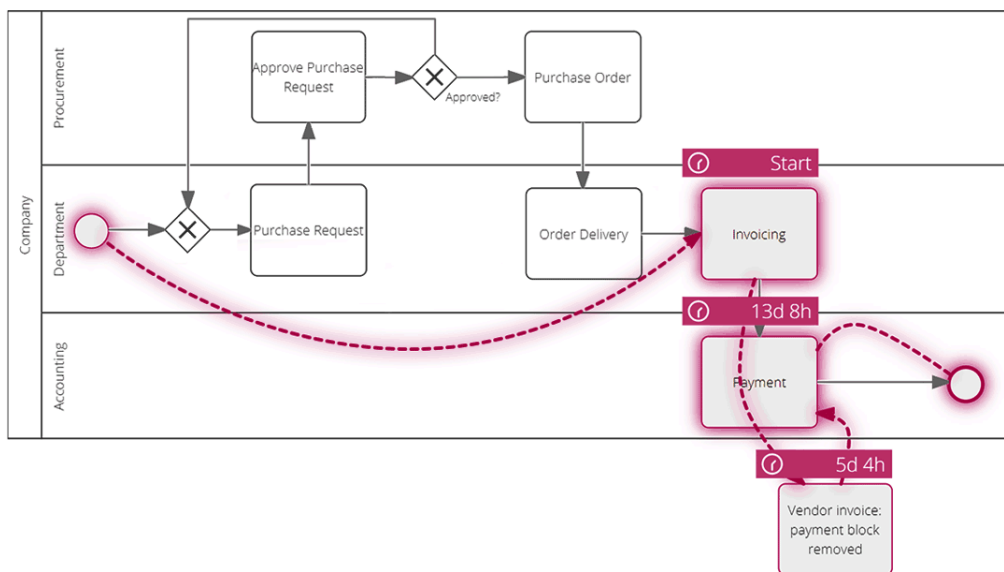 Company
Procurement
Approve Purchase
Request
Approved?
Purchase Order
Department
Purchase Request
Order Delivery
Start
Invoicing
Accounting
13d 8h
Payment
5d 4h
Vendor invoice:
payment block
removed